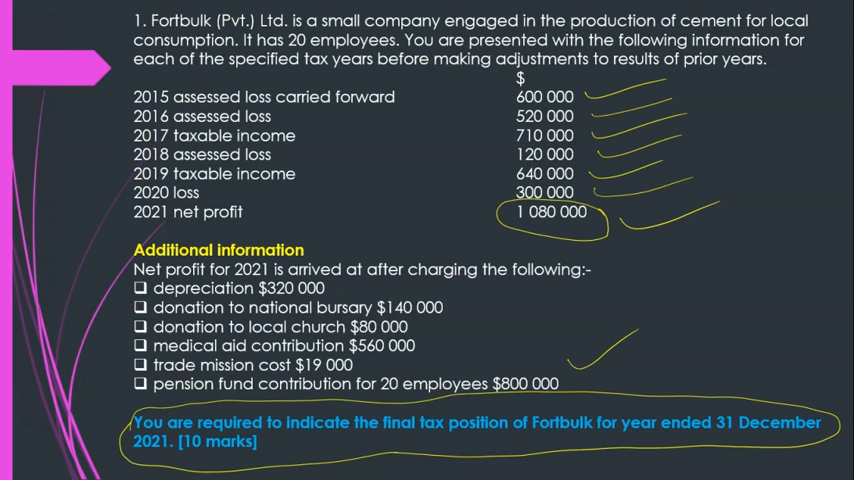 1. Fortbulk (Pvt.) Ltd. is a small company engaged in the production of cement for local
consumption. It has 20 employees. You are presented with the following information for
each of the specified tax years before making adjustments to results of prior years.
$
2015 assessed loss carried forward 600 000
2016 assessed loss 520 000
2017 taxable income 710 000
2018 assessed loss 120 000
2019 taxable income 640 000
2020 loss 300 000
2021 net profit 1 080 000
Additional information
Net profit for 2021 is arrived at after charging the following:-
❑ depreciation $320 000
❑ donation to national bursary $140 000
❑ donation to local church $80 000
❑ medical aid contribution $560 000
❑ trade mission cost $19 000
❑ pension fund contribution for 20 employees $800 000
You are required to indicate the final tax position of Fortbulk for year ended 31 December
2021. [10 marks]